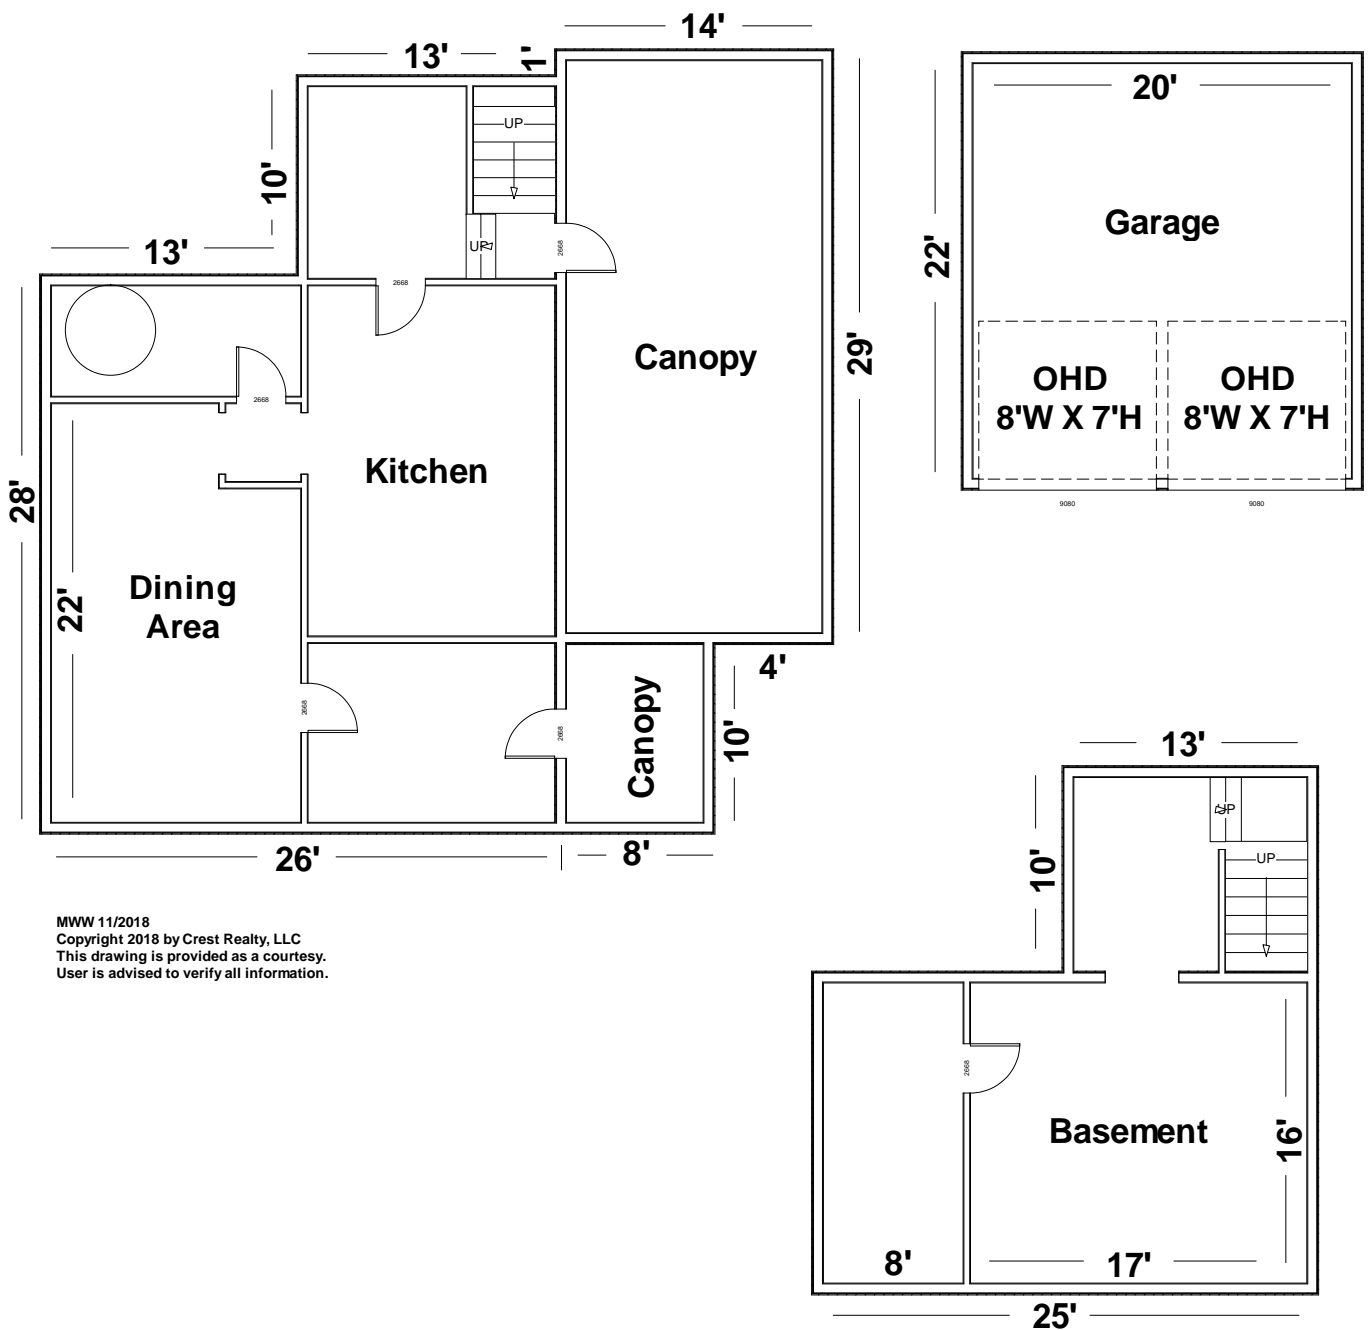 14'
13'
1'
20'
10'
UP
22'
Garage
13'
UP
2668
2668
Canopy
29'
OHD
8'W X 7'H
OHD
8'W X 7'H
2668
Kitchen
28'
9080
9080
Dining
Area
22'
4'
Canopy
10'
2668
2668
13'
26'
8'
UP
10'
UP
MWW 11/2018
Copyright 2018 by Crest Realty, LLC
This drawing is provided as a courtesy.
User is advised to verify all information.
2668
Basement
16'
8'
17'
25'